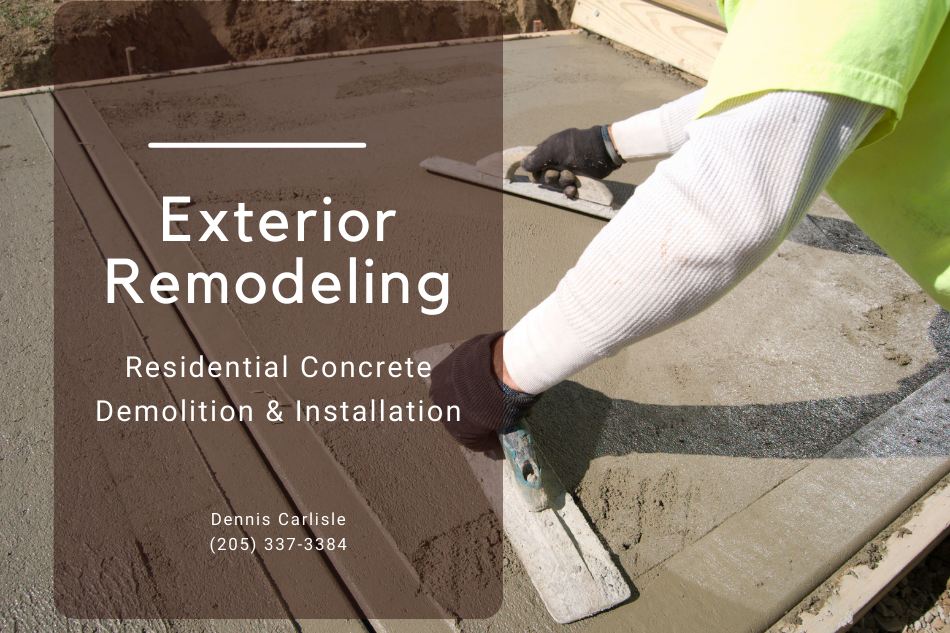 Exterior
Remodeling
Residential Concrete
Demolition & Installation
Dennis Carlisle
(205) 337-3384